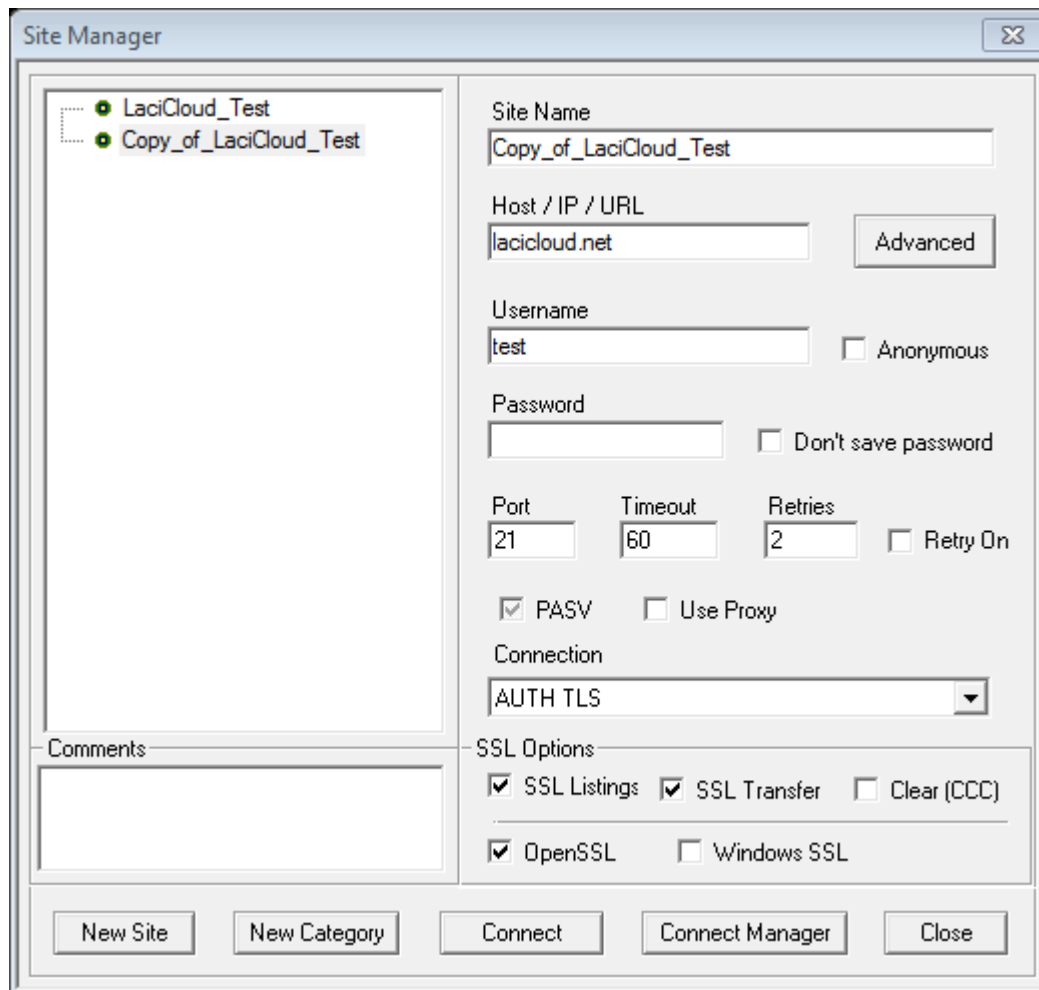 Site Manager
LaciCloud_Test
Copy_of_LaciCloud_Test
Site Name
Copy_of_LaciCloud_Test
Host / IP / URL
lacicloud.net
Advanced
Username
test
Anonymous
Password
Don't save password
Port Timeout Retries
21 60 2 Retry On
PASV Use Proxy
Connection
AUTH TLS
Comments
SSL Options
SSL Listings SSL Transfer Clear (CCC)
OpenSSL Windows SSL
New Site New Category Connect Connect Manager Close